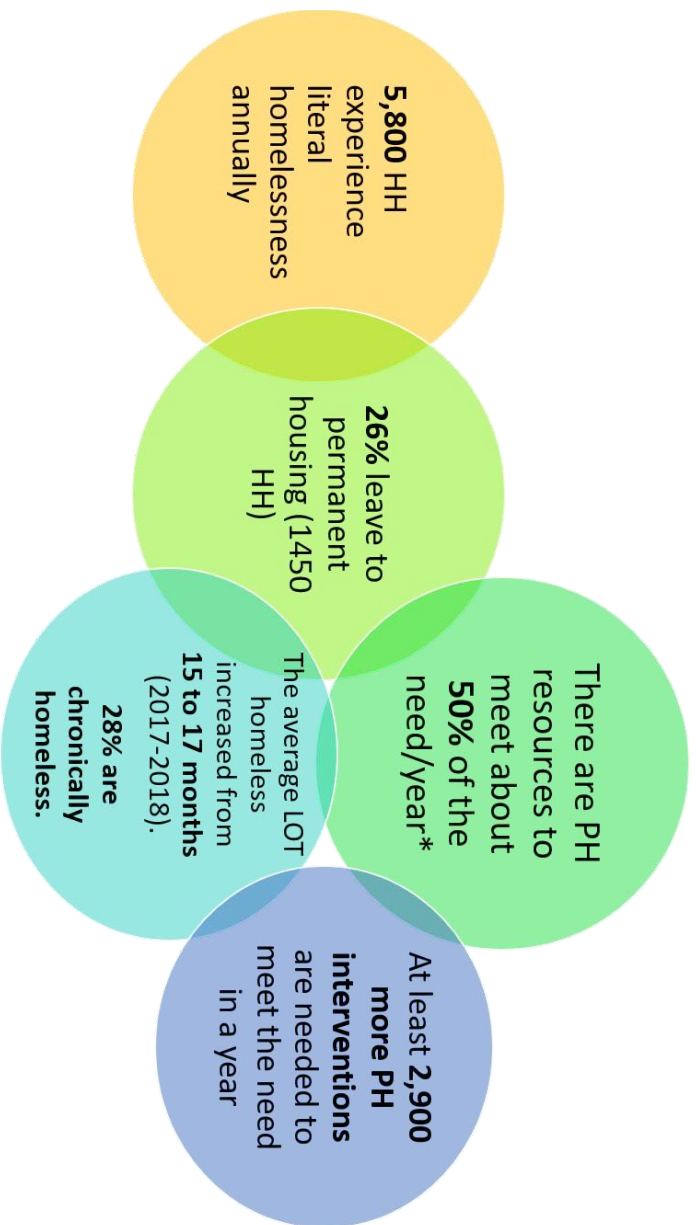 5,800 HH
experience
literal
homelessness
annually
26% leave to
permanent
housing (1450
HH)
There are PH
resources to
meet about
50% of the
need/year*
The average LOT
homeless
increased from
15 to 17 months
(2017-2018).
28% are
chronically
homeless.
At least 2,900
more PH
interventions
are needed to
meet the need
in a year